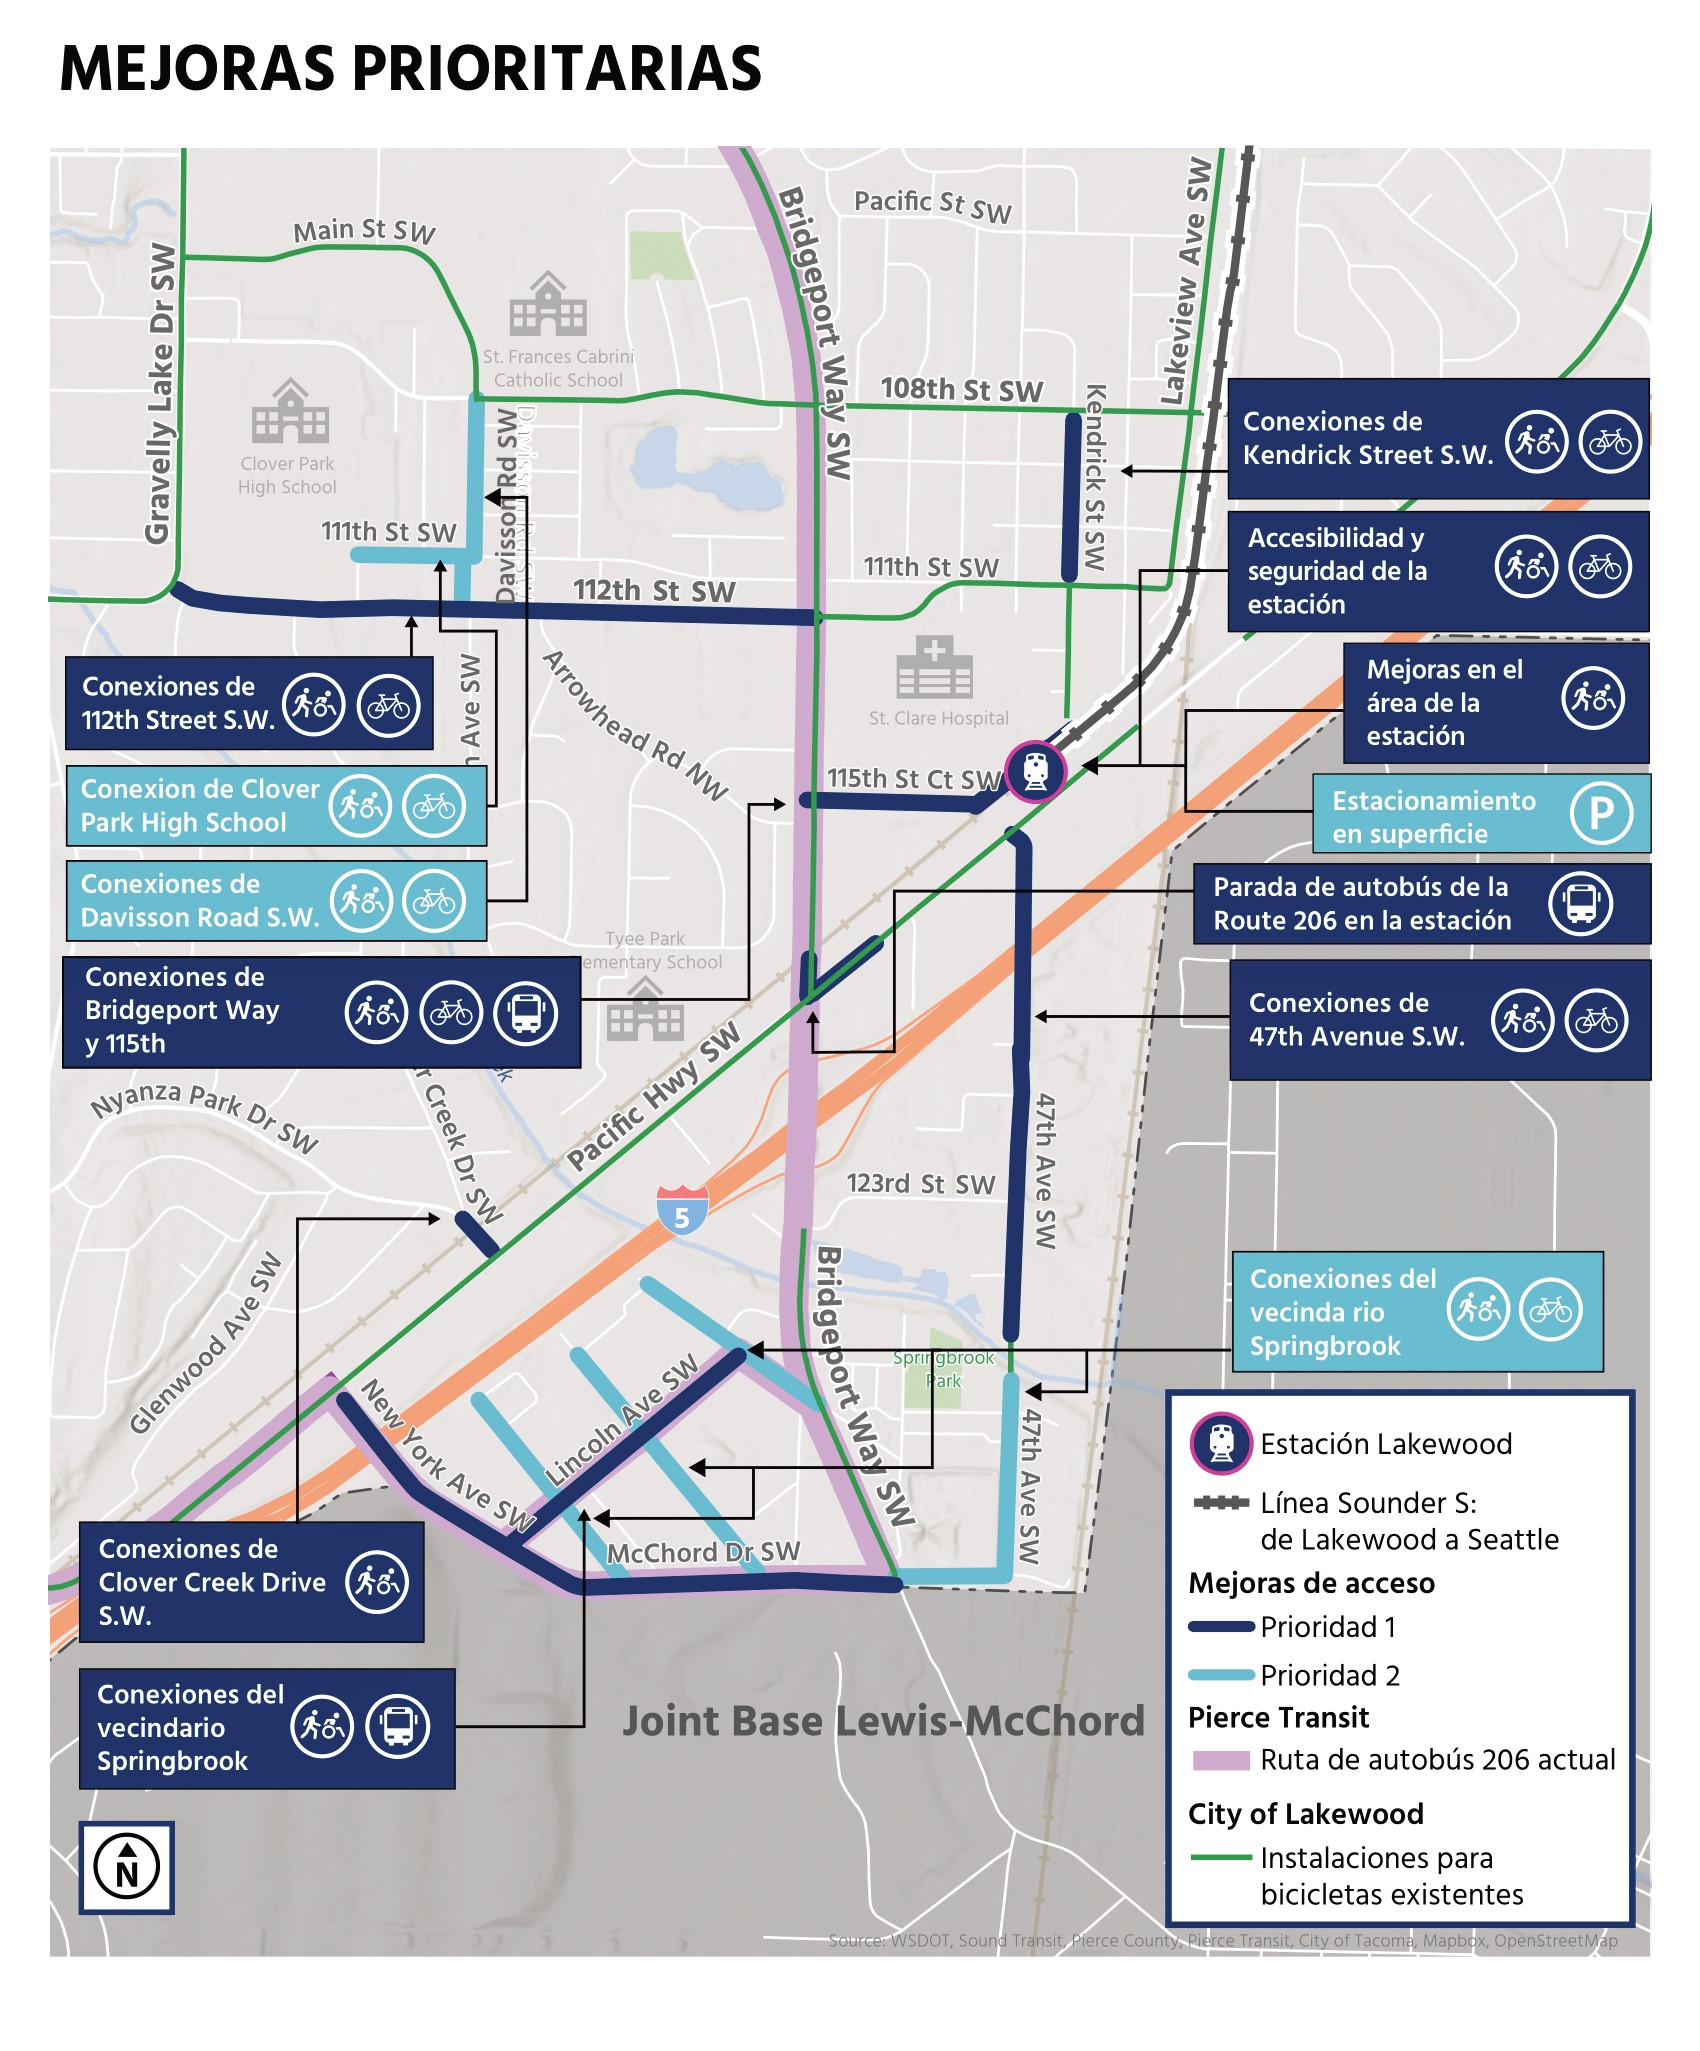 MEJORAS PRIORITARIAS
Main St SW
Pacific St SW
Bridgeport Way SW
Lakeview Ave SW
Gravelly Lake Dr SW
St. Frances Cabrini
Catholic School
108th St SW
Kendrick St SW
Clover Park
High School
Davisson Rd SW
Davisson Rd SW
111th St SW
112th St SW
111th St SW
Conexiones de
Kendrick Street S.W.
Accesibilidad y
seguridad de la
estación
Mejoras en el
área de la
estación
Estacionamiento
en superficie
P
Parada de autobús de la
Route 206 en la estación
Conexiones de
47th Avenue S.W.
Conexiones de
112th Street S.W.
Conexion de Clover
Park High School
Conexiones de
Davisson Road S.W.
Conexiones de
Bridgeport Way
y 115th
n Ave SW
Arrowhead Rd NW
St. Clare Hospital
115th St Ct SW
Tyee Park
ementary School
Nyanza Park Dr SW
r Creek Dr SW
Pacific Hwy SW
5
123rd St SW
47th Ave SW
Glenwood Ave SW
Bridgeport Way SW
Springbrook
Park
New York Ave SW
Lincoln Ave SW
47th Ave SW
McChord Dr SW
Conexiones del
vecinda rio
Springbrook
Conexiones de
Clover Creek Drive
S.W.
Conexiones del
vecindario
Springbrook
Joint Base Lewis-McChord
N
Estación Lakewood
Línea Sounder S:
de Lakewood a Seattle
Mejoras de acceso
Prioridad 1
Prioridad 2
Pierce Transit
Ruta de autobús 206 actual
City of Lakewood
Instalaciones para
bicicletas existentes
Source: WSDOT, Sound Transit, Pierce County, Pierce Transit, City of Tacoma, Mapbox, OpenStreetMap